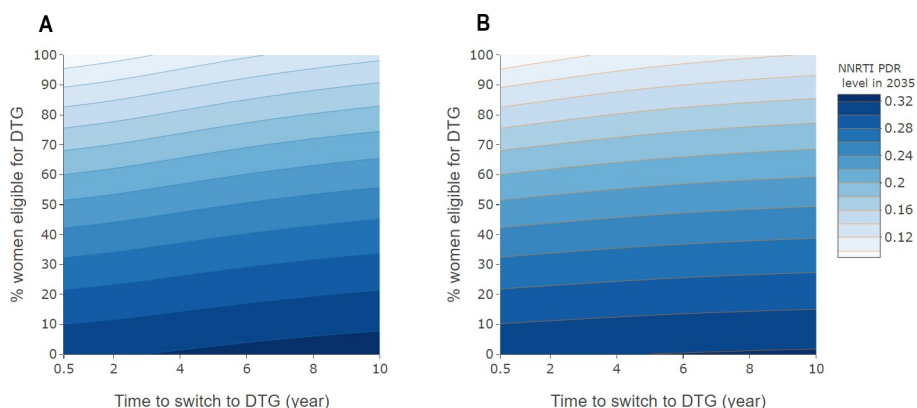 A
B
100
90
80
70
60
50
40
30
20
10
0
% women eligible for DTG
0.5 2 4 6 8 10
Time to switch to DTG (year)
100
90
80
70
60
50
40
30
20
10
0
% women eligible for DTG
0.5 2 4 6 8 10
Time to switch to DTG (year)
NNRTI PDR
level in 2035
0.32
0.28
0.24
0.2
0.16
0.12